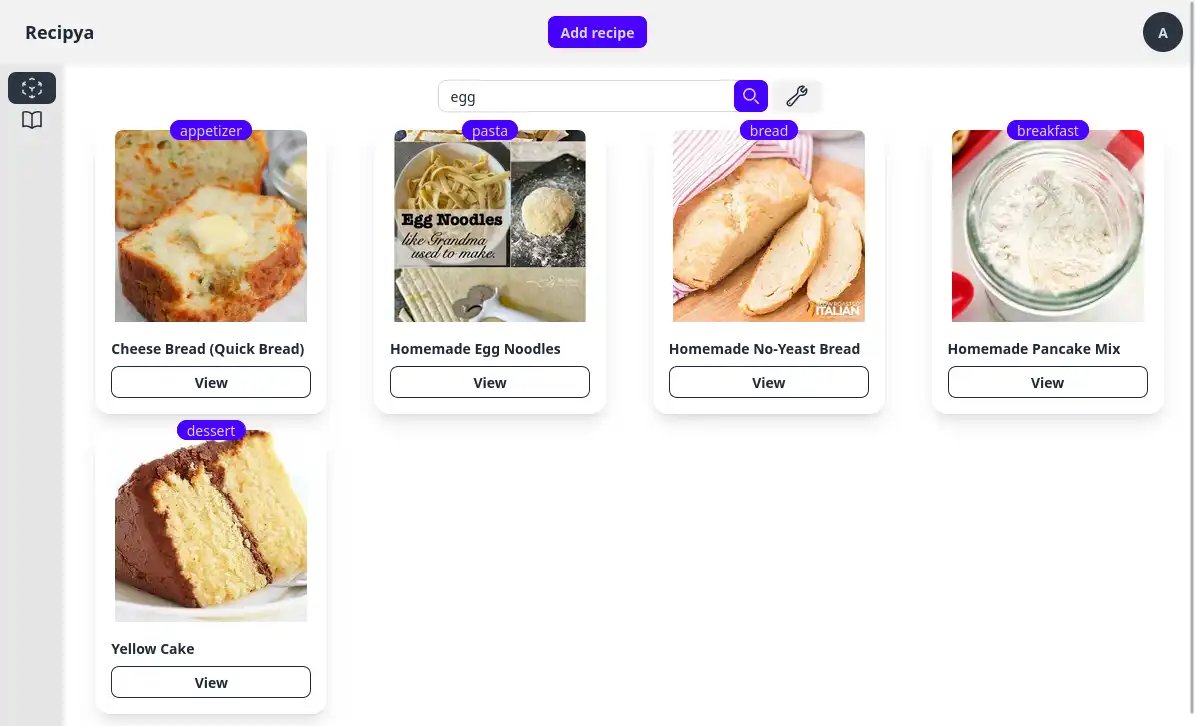 Recipya
Add recipe
A
egg
appetizer
pasta
bread
breakfast
Egg Noodles
like Grandma
used to make.
ITALIAN
Cheese Bread (Quick Bread)
Homemade Egg Noodles
Homemade No-Yeast Bread
Homemade Pancake Mix
View
View
View
View
dessert
Yellow Cake
View